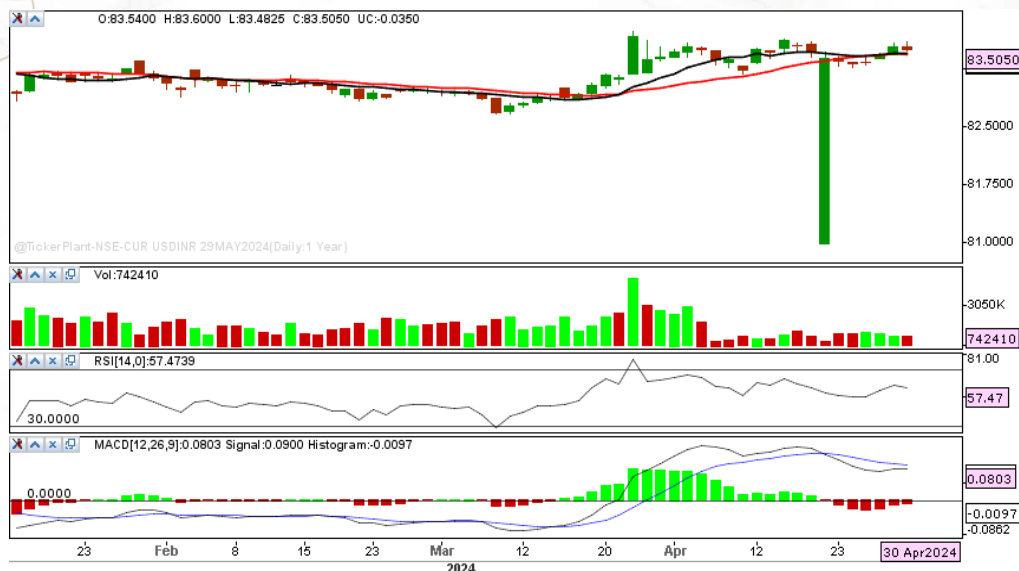 O:83.5400 H:83.6000 L:83.4825 C:83.5050 UC:-0.0350
83.5050
82.5000
81.7500
81.0000
@TickerPlant-NSE-CUR USDINR 29MAY2024(Daily:1 Year)
Vol:742410
3050K
742410
RSI[14,0]:57.4739
81.00
57.47
30.0000
MACD[12,26,9]:0.0803 Signal:0.0900 Histogram:-0.0097
0.0000
0.0803
-0.0097
-0.0862
23 Feb 8 15 23 Mar 12 20 Apr 12 23 30 Apr2024
2024